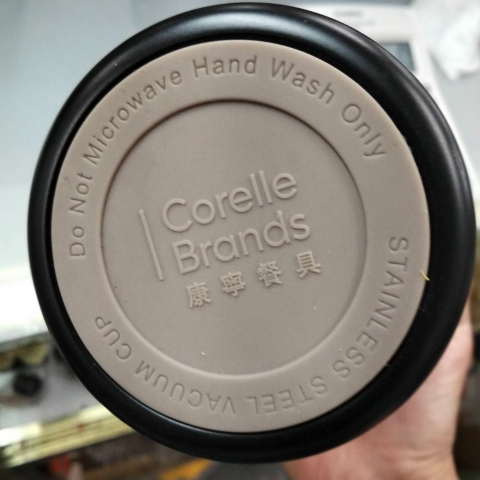 Do Not Microwave Hand Wash Only
Corelle
Brands
康寧餐具
STAINLESS STEEL VACUUM CUP